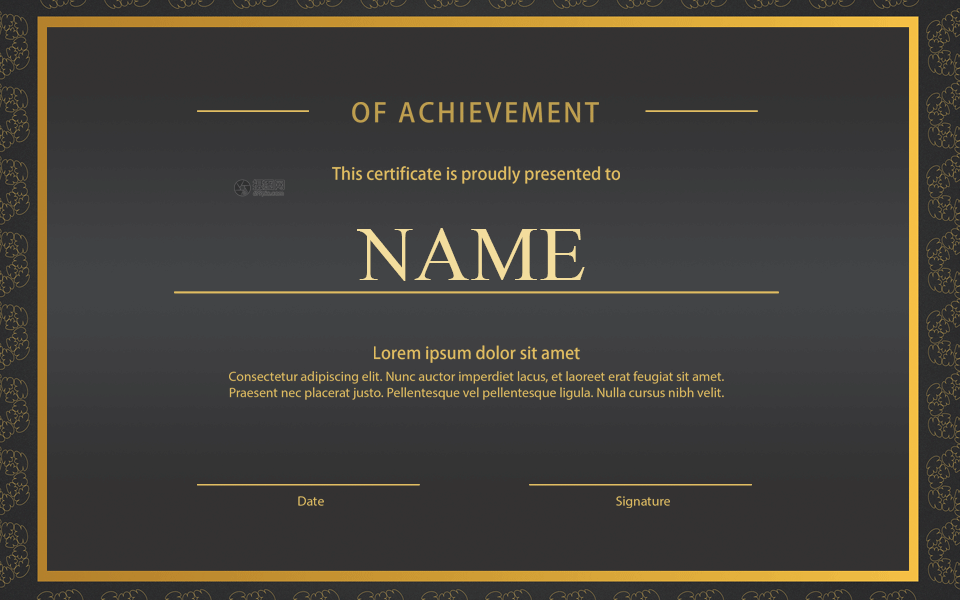 OF ACHIEVEMENT
This certificate is proudly presented to
NAME
Lorem ipsum dolor sit amet
Consectetur adipiscing elit. Nunc auctor imperdiet lacus, et laoreet erat feugiat sit amet.
Praesent nec placerat justo. Pellentesque vel pellentesque ligula. Nulla cursus nibh velit.
Date
Signature